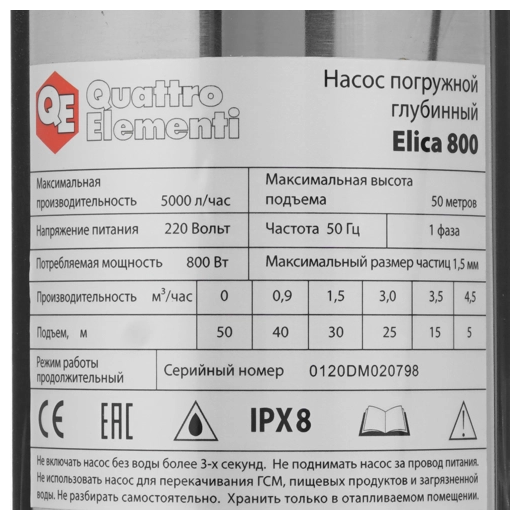 QE Quattro Elementi
Насос погружной
глубинный
Elica 800
Максимальная производительность 5000 л/час
Максимальная высота подъема 50 метров
Напряжение питания 220 Вольт Частота 50 Гц 1 фаза
Потребляемая мощность 800 Вт Максимальный размер частиц 1,5 мм
Производительность м³/час 0 0,9 1,5 3,0 3,5 4,5
Подъем, м 50 40 30 25 15 5
Режим работы продолжительный Серийный номер 0120DM020798
CE EAC IPX8
Не включать насос без воды более 3-х секунд. Не поднимать насос за провод питания.
Не использовать насос для перекачивания ГСМ, пищевых продуктов и загрязненной
воды. Не разбирать самостоятельно. Хранить только в отапливаемом помещении.